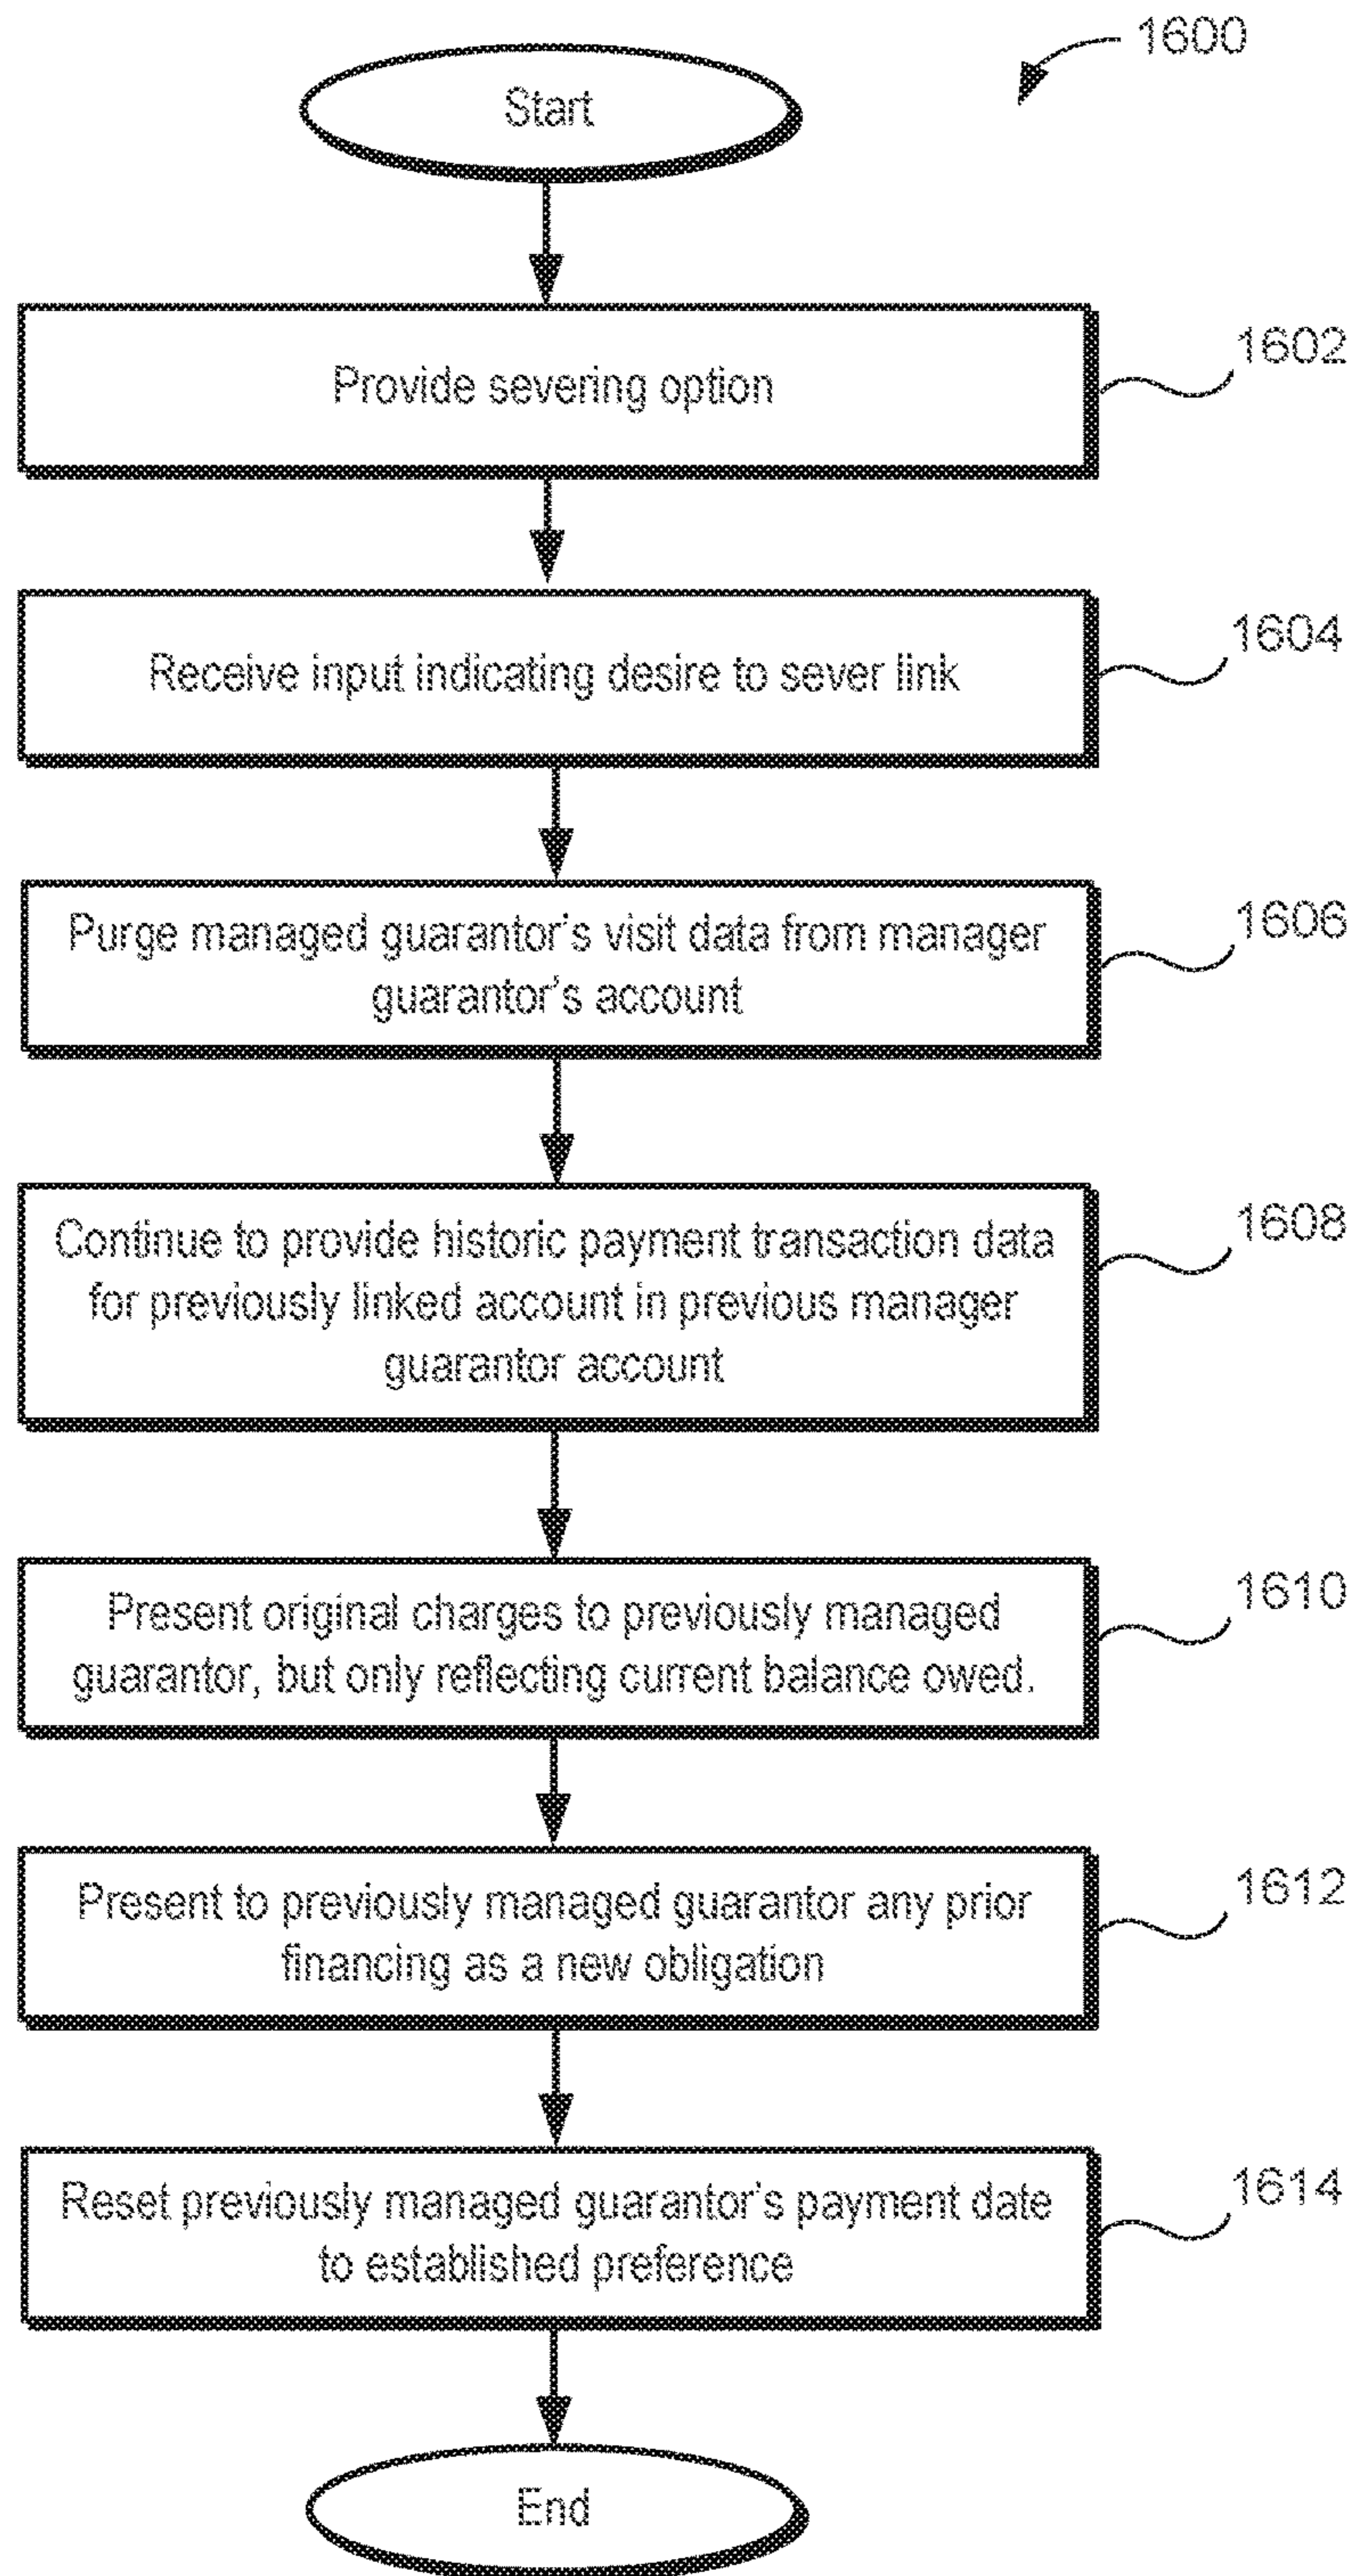 1600
Start
Provide severing option
1602
Receive input indicating desire to sever link
1604
Purge managed guarantor's visit data from manager
guarantor's account
1606
Continue to provide historic payment transaction data
for previously linked account in previous manager
guarantor account
1608
Present original charges to previously managed
guarantor, but only reflecting current balance owed.
1610
Present to previously managed guarantor any prior
financing as a new obligation
1612
Reset previously managed guarantor's payment date
to established preference
1614
End